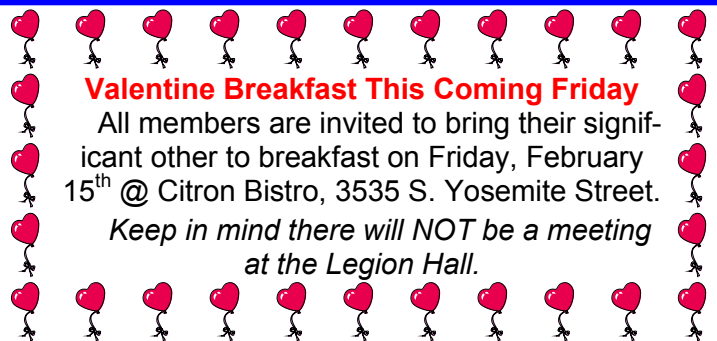 Valentine Breakfast This Coming Friday
All members are invited to bring their signif-
icant other to breakfast on Friday, February
15th @ Citron Bistro, 3535 S. Yosemite Street.
Keep in mind there will NOT be a meeting
at the Legion Hall.